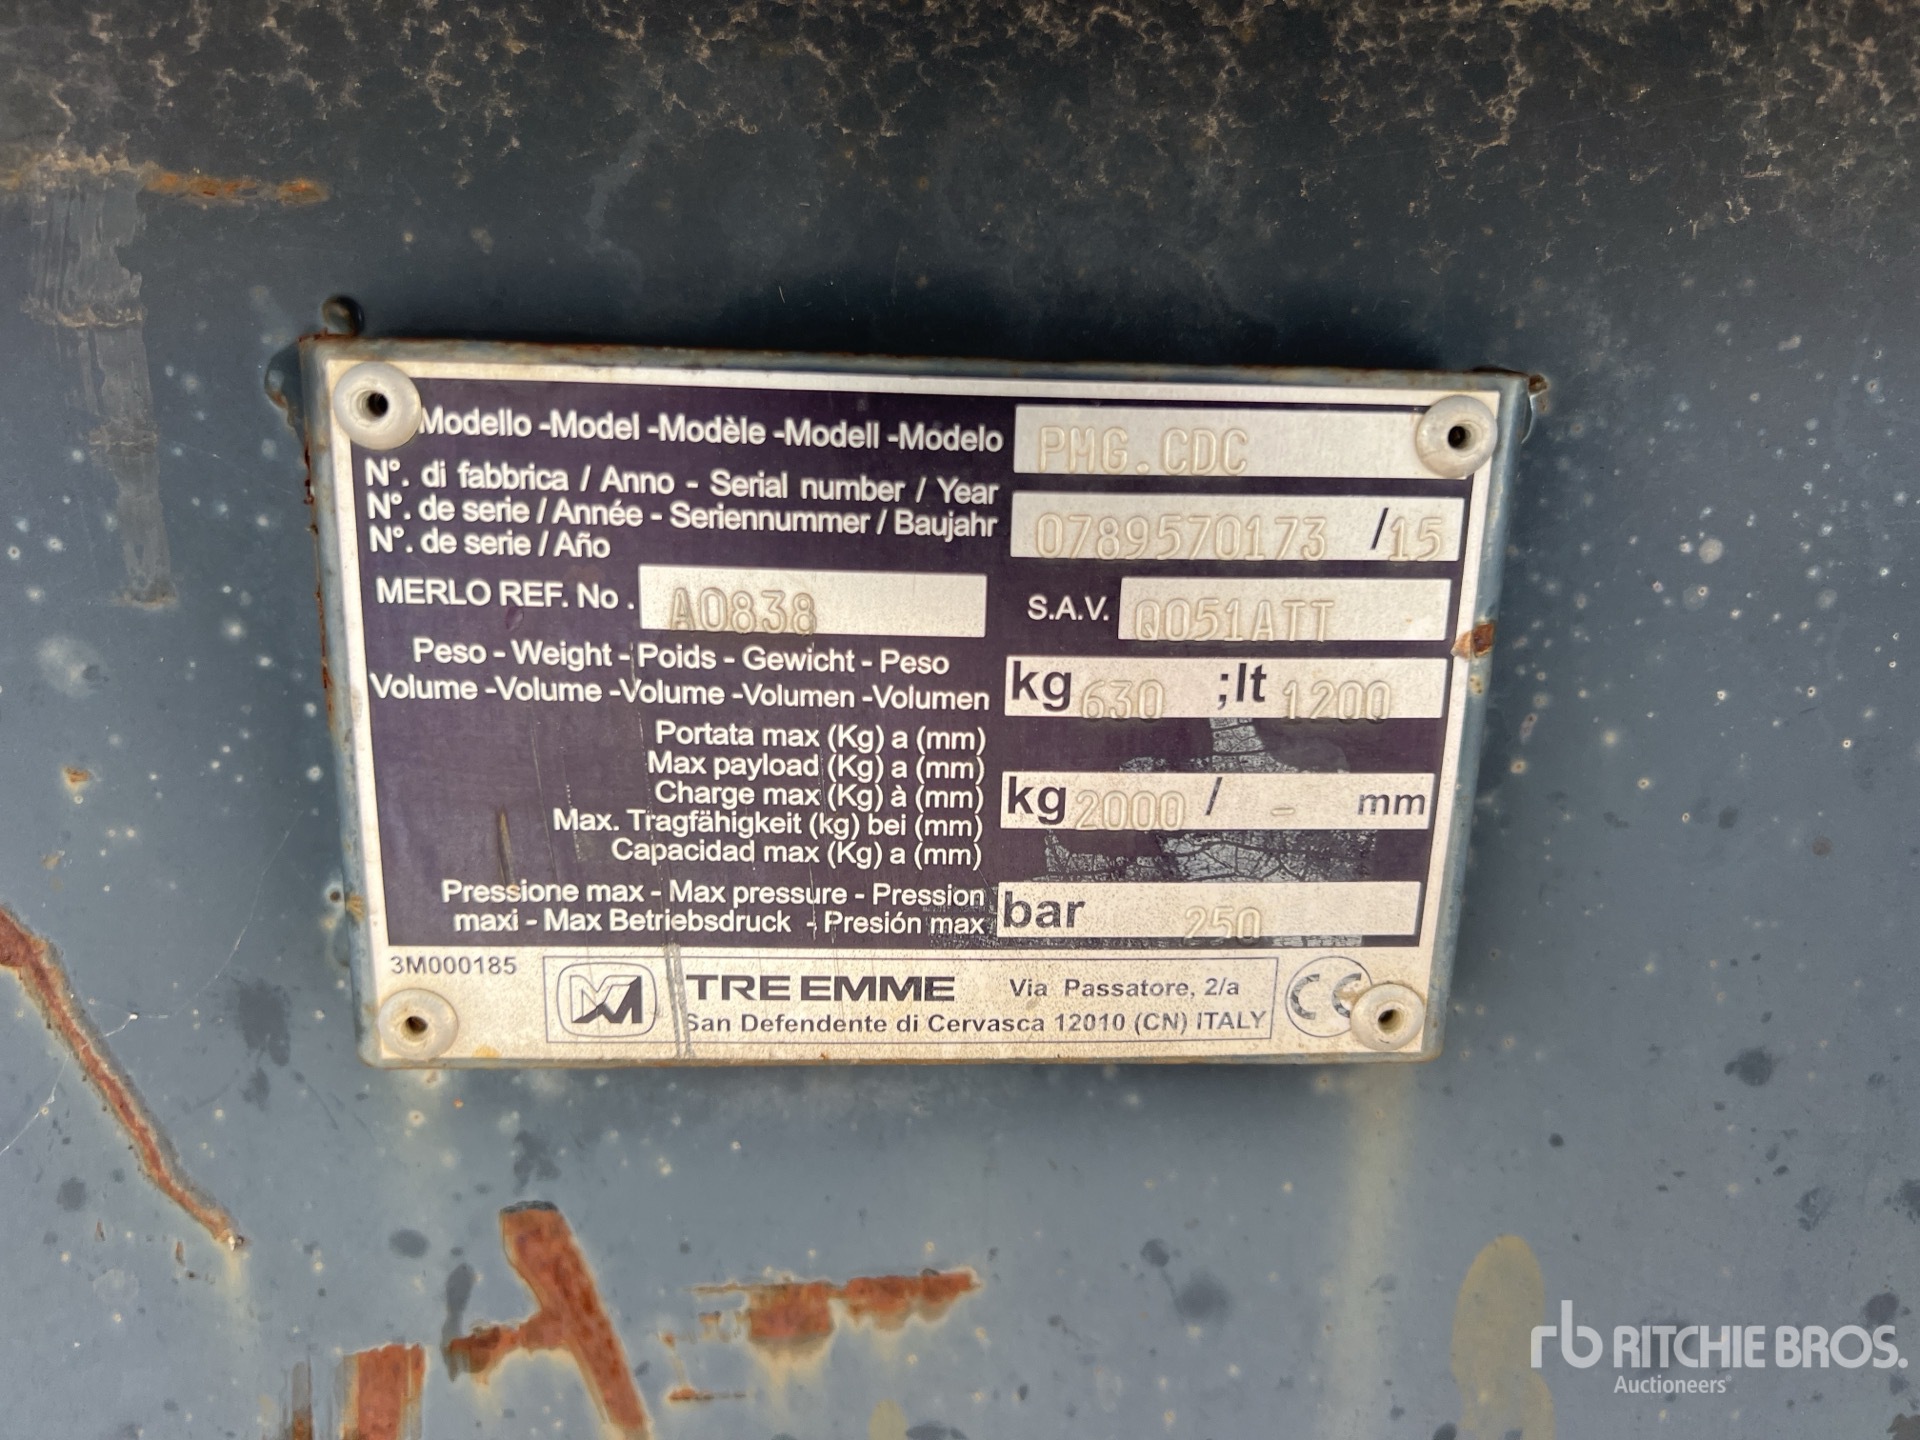 Modello -Model -Modèle -Modell -Modelo PMG.CDC
N°. di fabbrica / Anno - Serial number / Year
N°. de serie / Année - Seriennummer / Baujahr 0789570173 /15
N°. de serie / Año
MERLO REF. No. A0838 S.A.V. Q051ATT
Peso - Weight - Poids - Gewicht - Peso
Volume -Volume -Volume -Volumen -Volumen kg 630 ;lt 1200
Portata max (Kg) a (mm)
Max payload (Kg) a (mm)
Charge max (Kg) à (mm) kg 2000 / - mm
Max. Tragfähigkeit (kg) bei (mm)
Capacidad max (Kg) a (mm)
Pressione max - Max pressure - Pression
maxi - Max Betriebsdruck - Presión max bar 250
3M000185
TRE EMME Via Passatore, 2/a
San Defendente di Cervasca 12010 (CN) ITALY
CE
rb RITCHIE BROS.
Auctioneers